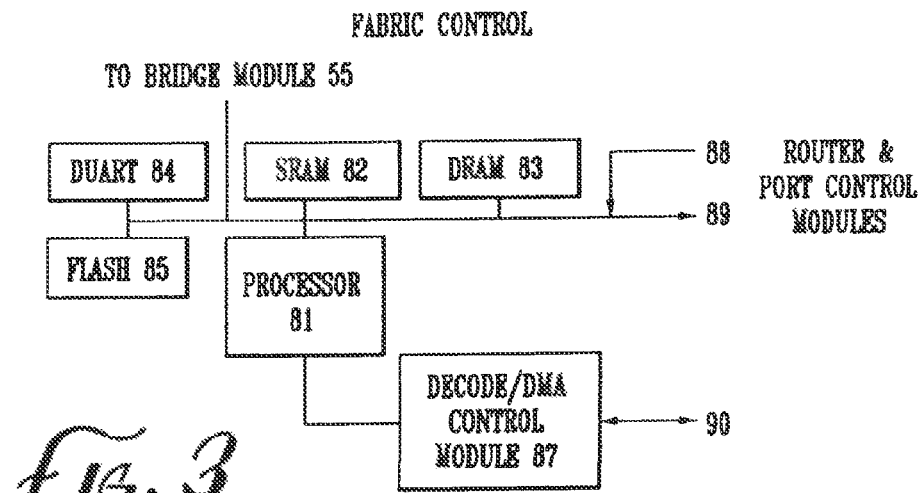 FABRIC CONTROL
TO BRIDGE MODULE 55
DUART 84
SRAM 82
DRAM 83
88
ROUTER &
PORT CONTROL
MODULES
89
FLASH 85
PROCESSOR
81
DECODE/DMA
CONTROL
MODULE 87
90
Fig. 3